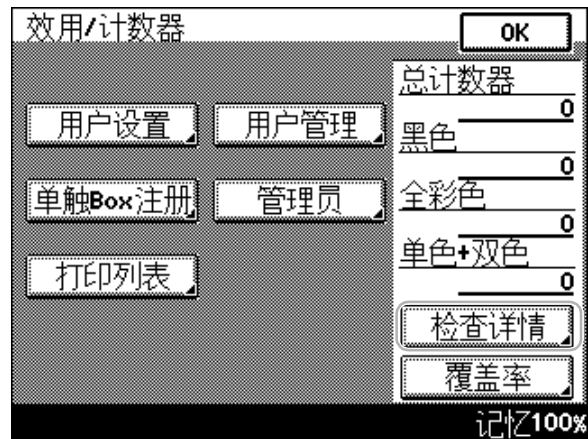 效用/计数器
OK
用户设置
用户管理
单触Box注册
管理员
打印列表
总计数器
0
黑色
0
全彩色
0
单色+双色
0
检查详情
覆盖率
记忆100%